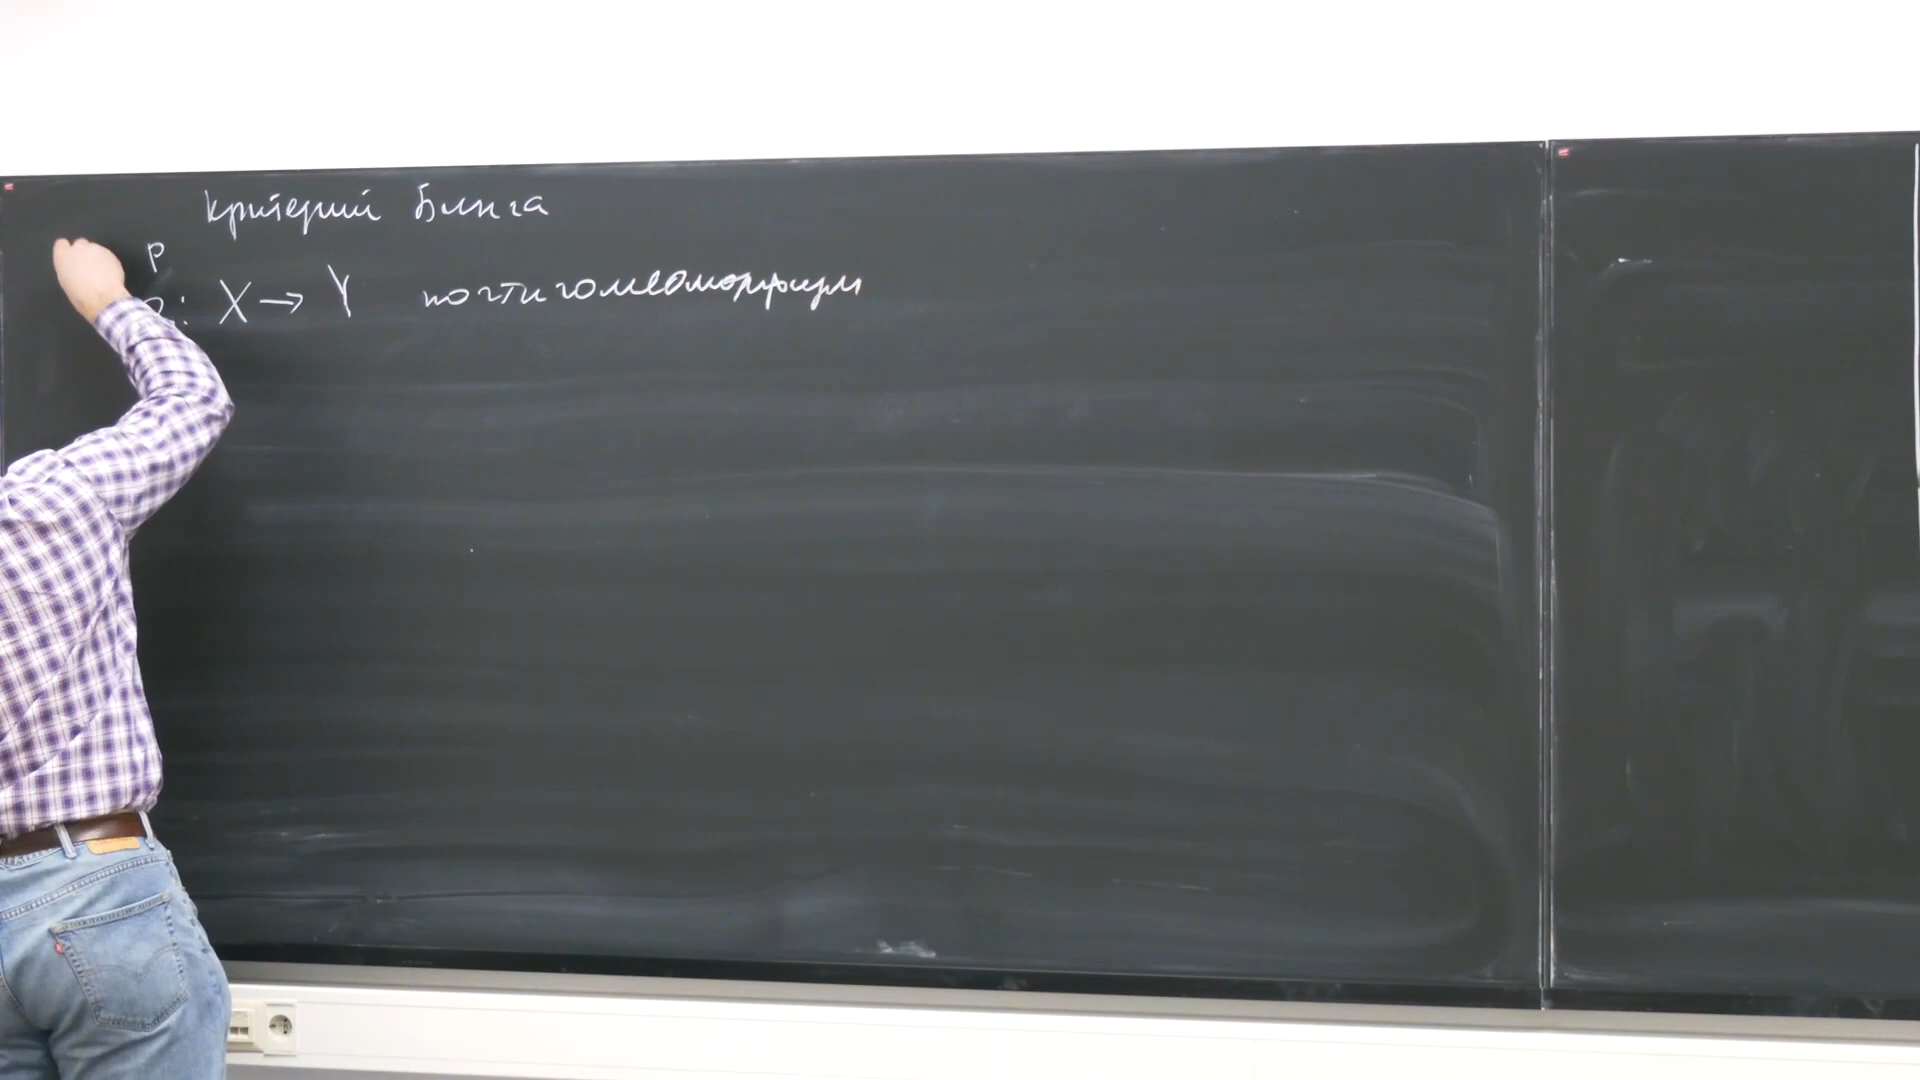 Критерий Бинга
p
: X → Y почти гомеоморфизм